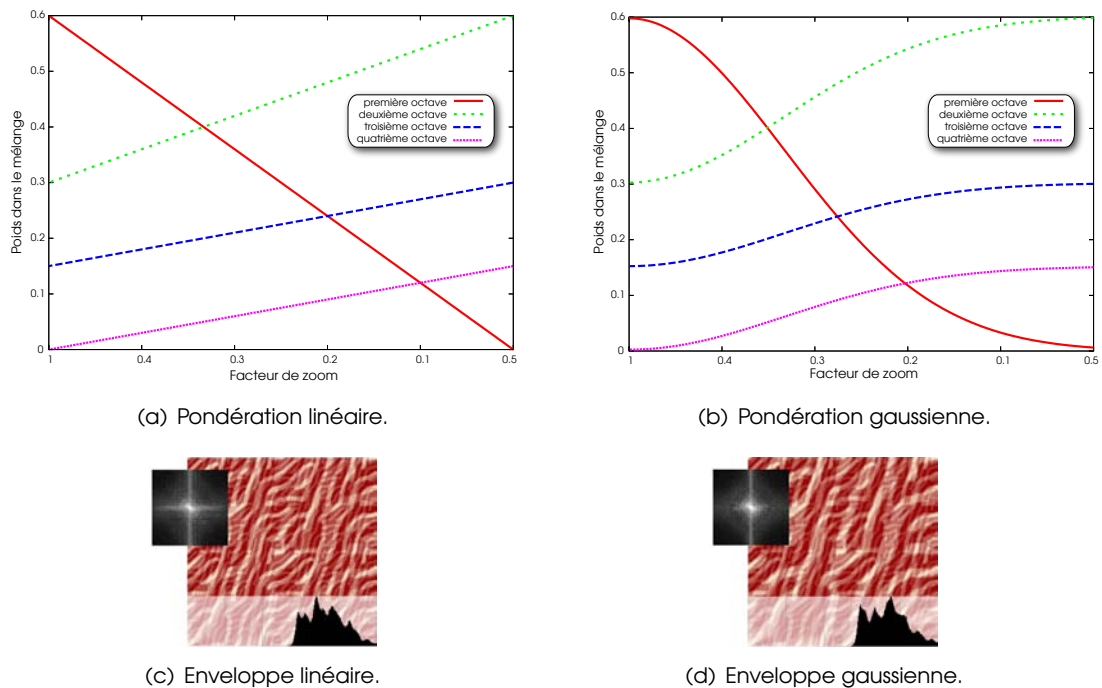 0.6
0.5
0.4
0.3
0.2
0.1
0
Poids dans le mélange
première octave
deuxième octave
troisième octave
quatrième octave
1 0.4 0.3 0.2 0.1 0.5
Facteur de zoom
(a) Pondération linéaire.
0.6
0.5
0.4
0.3
0.2
0.1
0
Poids dans le mélange
première octave
deuxième octave
troisième octave
quatrième octave
1 0.4 0.3 0.2 0.1 0.5
Facteur de zoom
(b) Pondération gaussienne.
(c) Enveloppe linéaire.
(d) Enveloppe gaussienne.